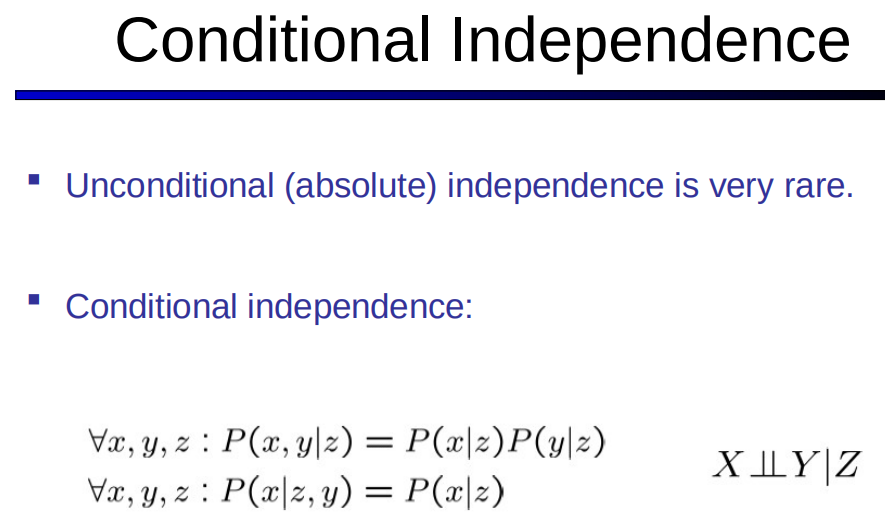 Conditional Independence
▪ Unconditional (absolute) independence is very rare.
▪ Conditional independence:
∀x, y, z : P(x, y|z) = P(x|z)P(y|z)
∀x, y, z : P(x|z, y) = P(x|z)
X ⫫ Y|Z